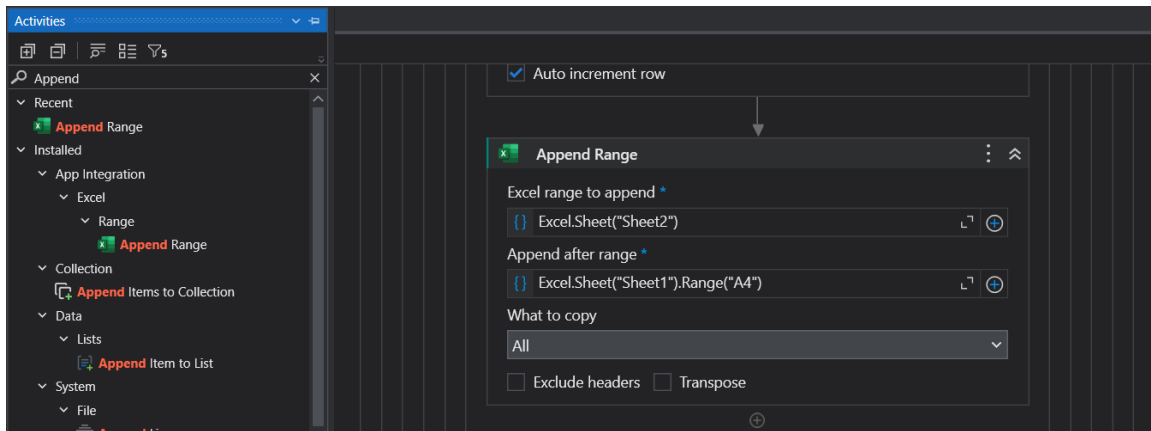 Activities
5
Append
Recent
Append Range
Installed
App Integration
Excel
Range
Append Range
Collection
Append Items to Collection
Data
Lists
Append Item to List
System
File
Append
Auto increment row
Append Range
Excel range to append *
{} Excel.Sheet("Sheet2")
Append after range *
{} Excel.Sheet("Sheet1").Range("A4")
What to copy
All
Exclude headers Transpose